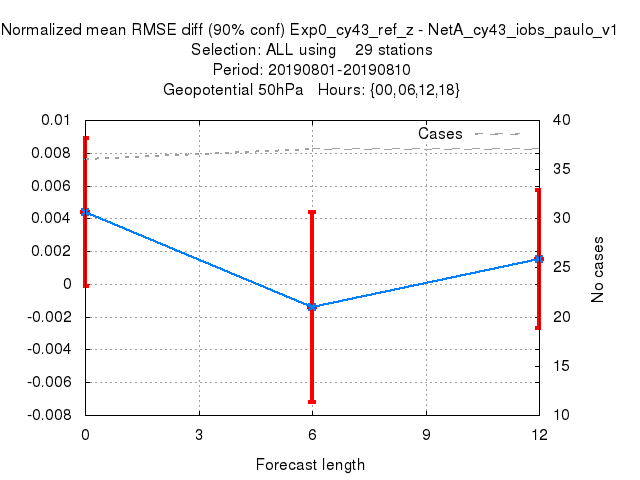 Normalized mean RMSE diff (90% conf) Exp0_cy43_ref_z - NetA_cy43_iobs_paulo_v1
Selection: ALL using    29 stations
Period: 20190801-20190810
Geopotential 50hPa   Hours: {00,06,12,18}
0.01
0.008
0.006
0.004
0.002
0
-0.002
-0.004
-0.006
-0.008
Cases
40
35
30
25
20
15
10
No cases
0 3 6 9 12
Forecast length